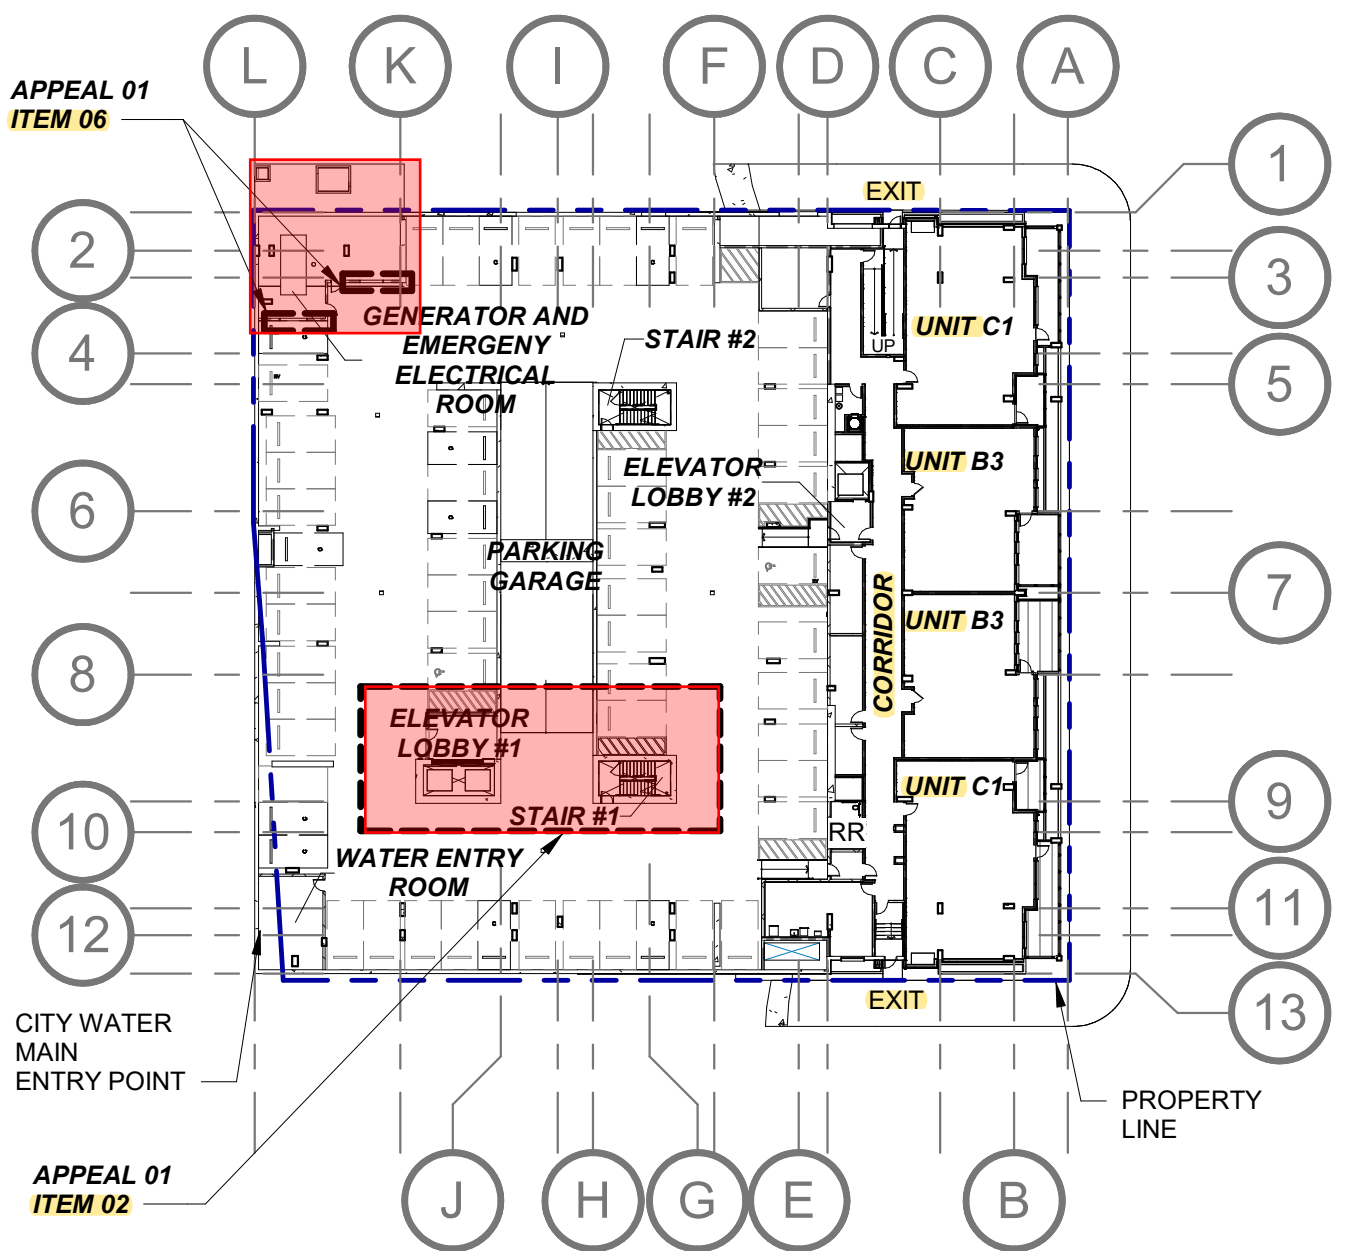 L
K
I
F
D
C
A
APPEAL 01
ITEM 06
1
EXIT
2
3
GENERATOR AND
EMERGENY
ELECTRICAL
ROOM
STAIR #2
UNIT C1
UP
4
5
ELEVATOR
LOBBY #2
UNIT B3
6
PARKING
GARAGE
CORRIDOR
7
UNIT B3
8
ELEVATOR
LOBBY #1
STAIR #1
UNIT C1
9
10
RR
WATER ENTRY
ROOM
11
12
EXIT
13
CITY WATER
MAIN
ENTRY POINT
PROPERTY
LINE
APPEAL 01
ITEM 02
J
H
G
E
B